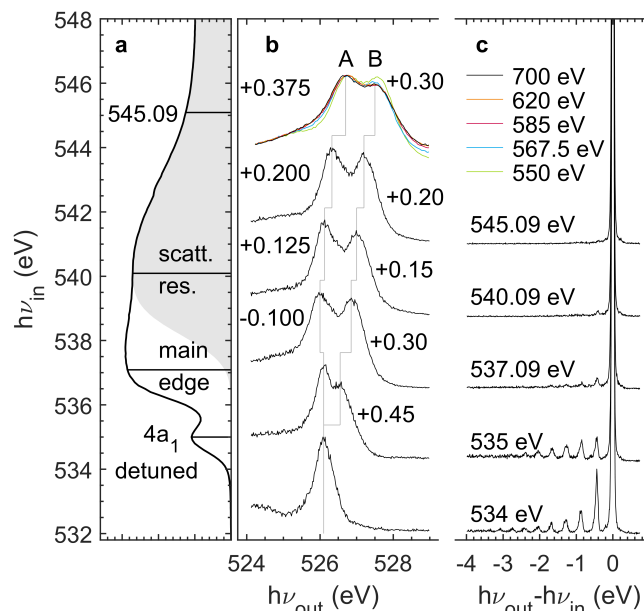 a
b
c
548
546
544
542
540
538
536
534
532
hν_in (eV)
545.09
scatt.
res.
main
edge
4a₁
detuned
A B
+0.375
+0.30
+0.200
+0.20
+0.125
+0.15
-0.100
+0.30
+0.45
524 526 528
hν_out (eV)
700 eV
620 eV
585 eV
567.5 eV
550 eV
545.09 eV
540.09 eV
537.09 eV
535 eV
534 eV
-4 -3 -2 -1 0
hν_out-hν_in (eV)